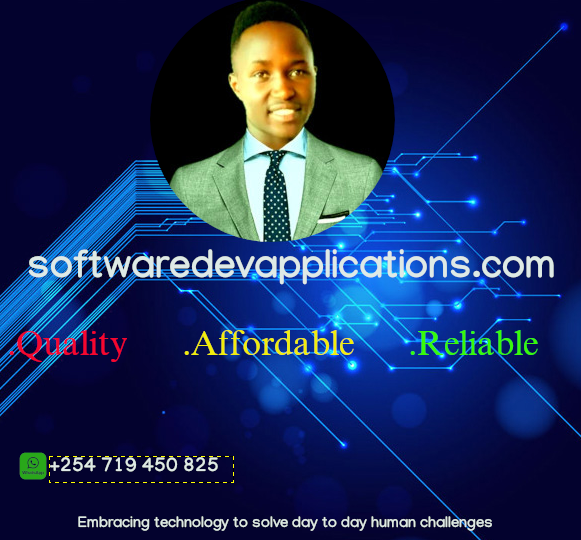 softwaredevapplications.com
.Quality .Affordable .Reliable
+254 719 450 825
Embracing technology to solve day to day human challenges